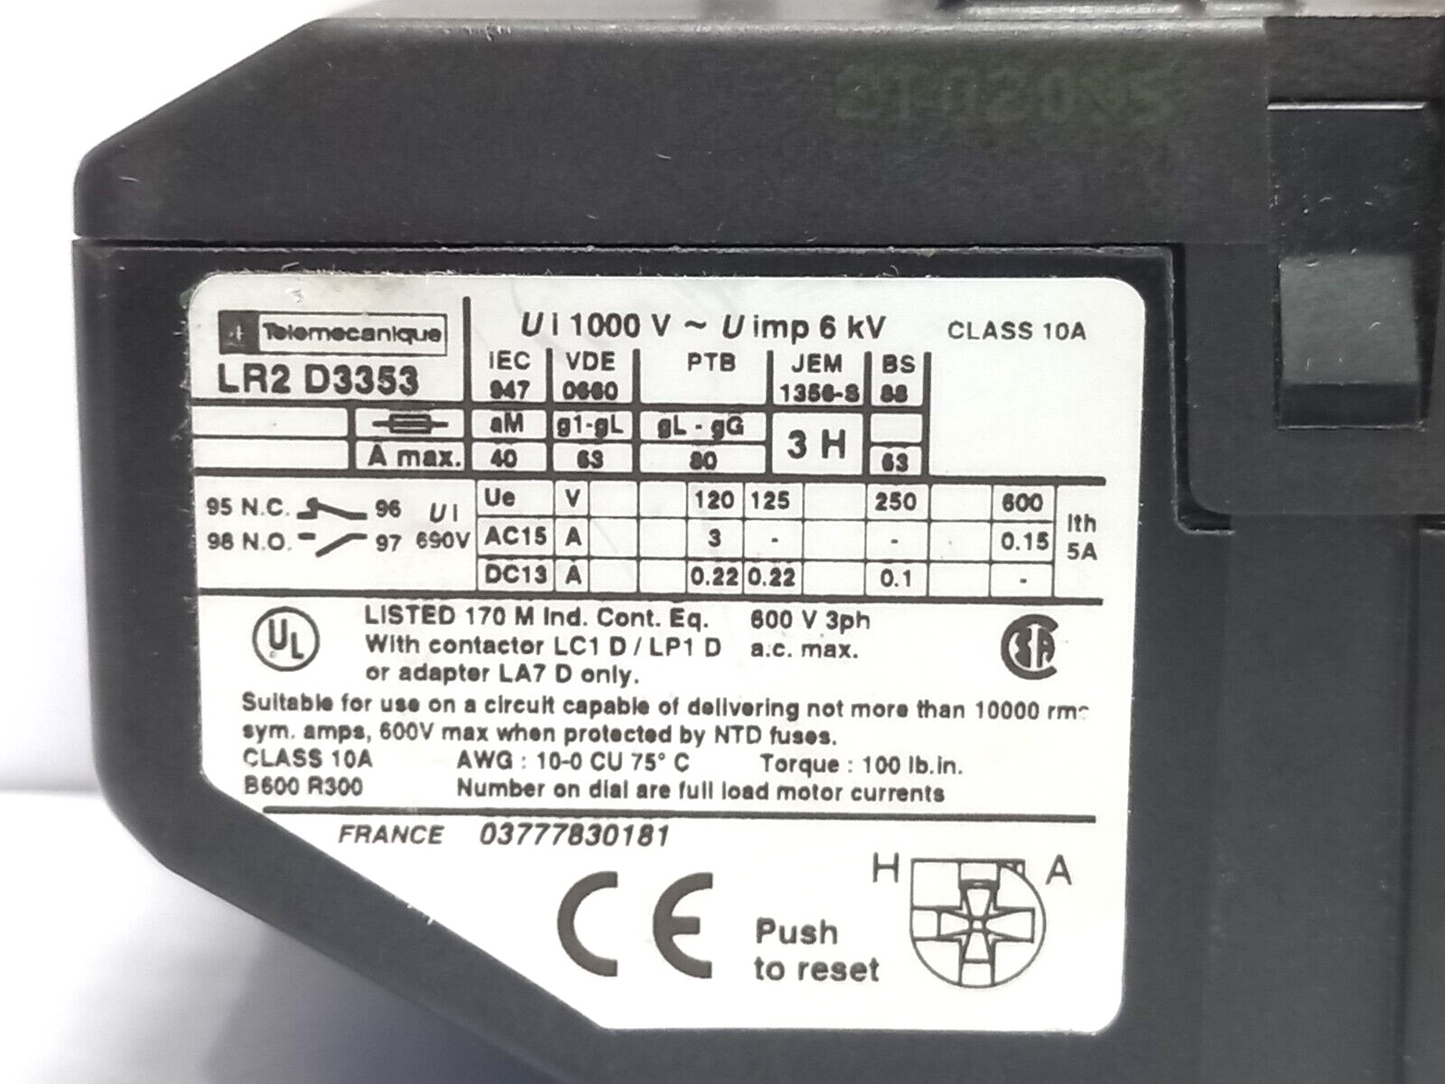 Telemecanique
LR2 D3353
Ui 1000 V ~ U imp 6 kV
CLASS 10A
IEC VDE PTB JEM BS
947 0660 1356-8 88
aM g1-gL gL - gG 3 H
A max. 40 63 80 63
95 N.C. 96 Ui
98 N.O. 97 690V
Ue V 120 125 250 600 Ith
AC15 A 3 - - 0.15 5A
DC13 A 0.22 0.22 0.1 -
UL
LISTED 170 M Ind. Cont. Eq. 600 V 3ph
With contactor LC1 D / LP1 D a.c. max.
or adapter LA7 D only.
Suitable for use on a circuit capable of delivering not more than 10000 rms
sym. amps, 600V max when protected by NTD fuses.
CLASS 10A AWG : 10-0 CU 75° C Torque : 100 lb.in.
B600 R300 Number on dial are full load motor currents
FRANCE 03777830181
H A
CE
Push
to reset